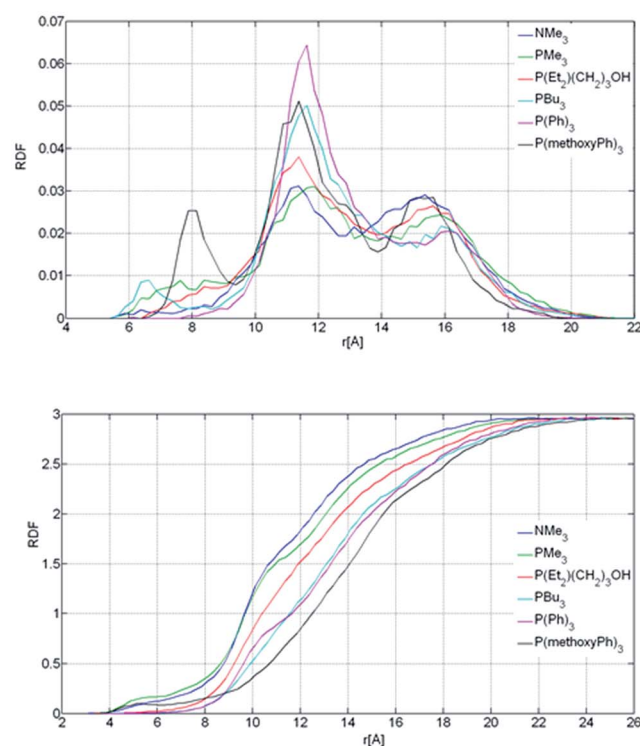 0.07
0.06
0.05
0.04
0.03
0.02
0.01
0
RDF
4 6 8 10 12 14 16 18 20 22
r[A]
NMe3
PMe3
P(Et2)(CH2)3OH
PBu3
P(Ph)3
P(methoxyPh)3
3
2.5
2
1.5
1
0.5
0
RDF
2 4 6 8 10 12 14 16 18 20 22 24 26
r[A]
NMe3
PMe3
P(Et2)(CH2)3OH
PBu3
P(Ph)3
P(methoxyPh)3